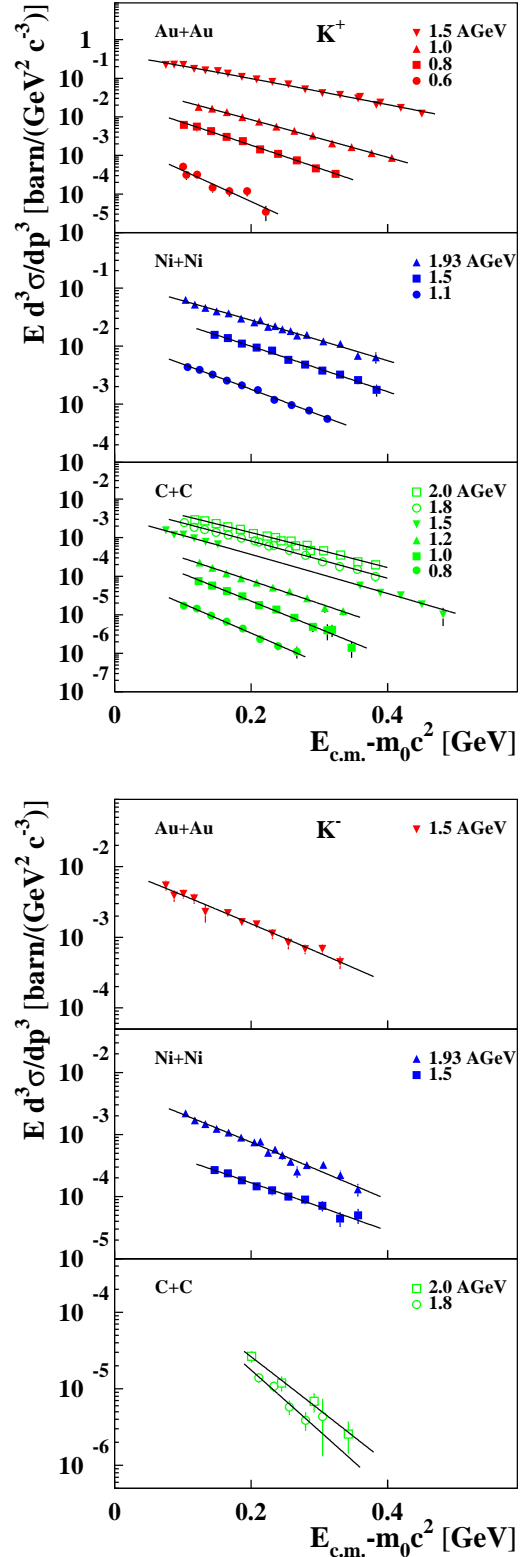 E d³σ/dp³ [barn/(GeV² c⁻³)]
Au+Au K⁺
1.5 AGeV
1.0
0.8
0.6
1
10⁻¹
10⁻²
10⁻³
10⁻⁴
10⁻⁵
10
Ni+Ni
1.93 AGeV
1.5
1.1
10⁻¹
10⁻²
10⁻³
10⁻⁴
10
C+C
2.0 AGeV
1.8
1.5
1.2
1.0
0.8
10⁻¹
10⁻²
10⁻³
10⁻⁴
10⁻⁵
10⁻⁶
10⁻⁷
0 0.2 0.4
E_c.m.-m₀c² [GeV]
E d³σ/dp³ [barn/(GeV² c⁻³)]
Au+Au K⁻
1.5 AGeV
10⁻²
10⁻³
10⁻⁴
Ni+Ni
1.93 AGeV
1.5
10⁻²
10⁻³
10⁻⁴
10⁻⁵
C+C
2.0 AGeV
1.8
10⁻⁴
10⁻⁵
10⁻⁶
0 0.2 0.4
E_c.m.-m₀c² [GeV]